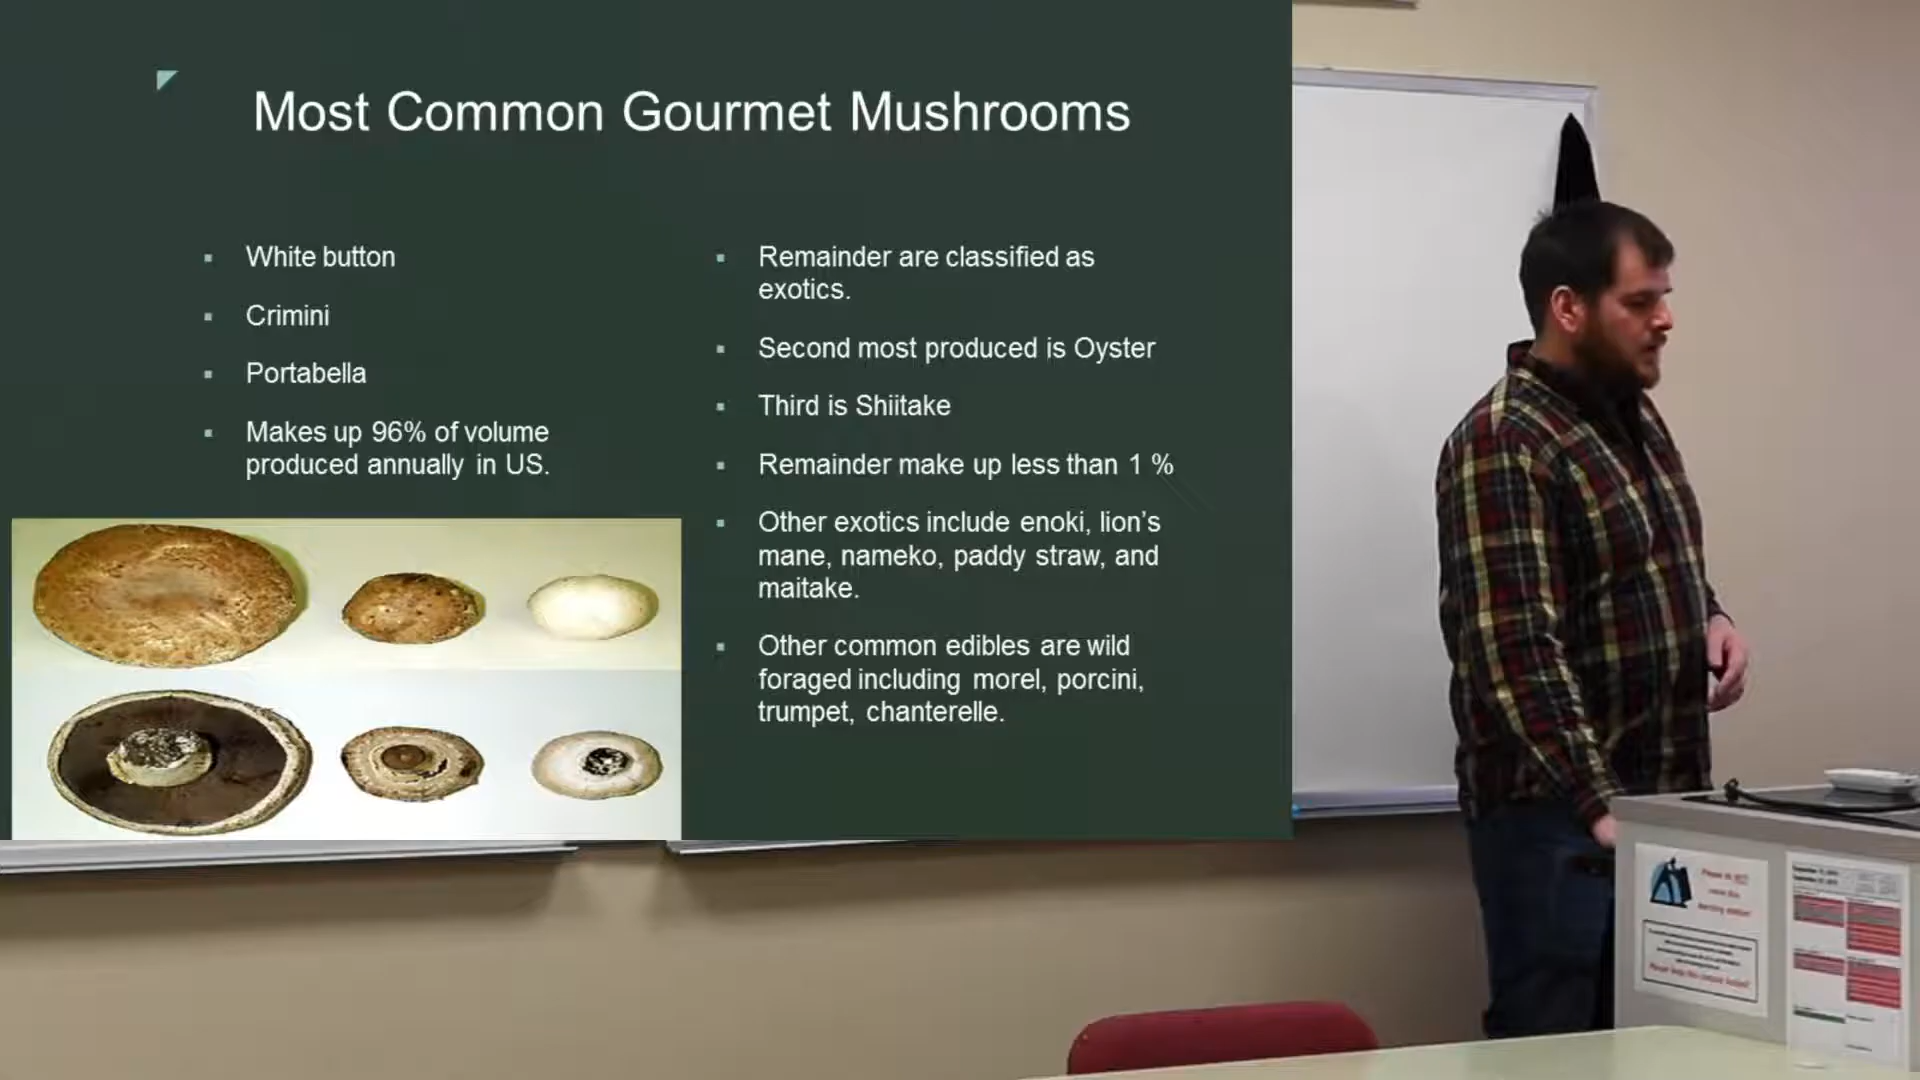 Most Common Gourmet Mushrooms
White button
Crimini
Portabella
Makes up 96% of volume
produced annually in US.
Remainder are classified as
exotics.
Second most produced is Oyster
Third is Shiitake
Remainder make up less than 1 %
Other exotics include enoki, lion’s
mane, nameko, paddy straw, and
maitake.
Other common edibles are wild
foraged including morel, porcini,
trumpet, chanterelle.